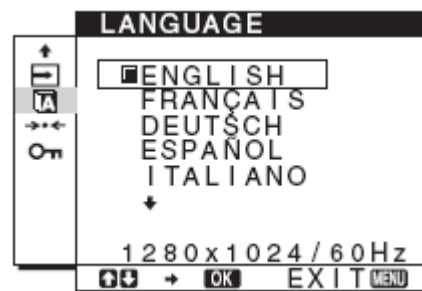 LANGUAGE
ENGLISH
FRANÇAIS
DEUTSCH
ESPAÑOL
ITALIANO
1280x1024/60Hz
OK EXIT MENU